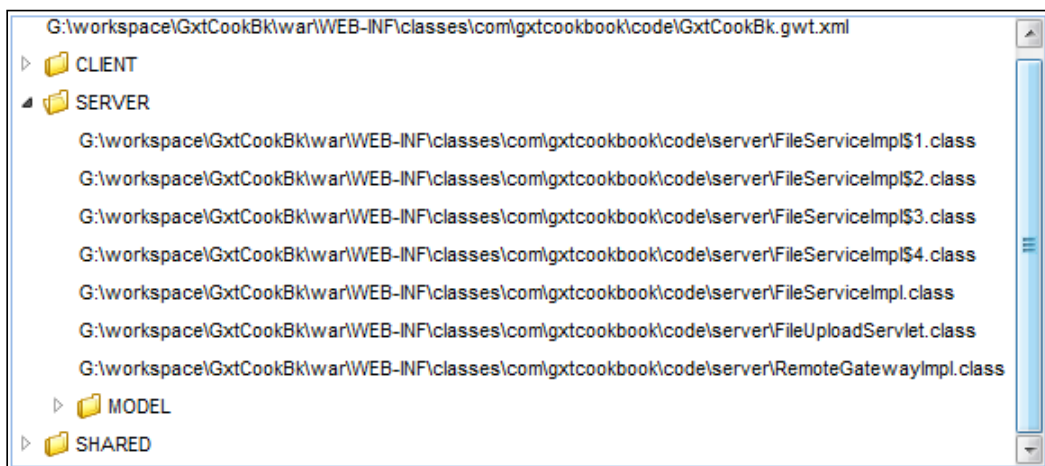 G:\workspace\GxtCookBk\war\WEB-INF\classes\com\gxtcookbook\code\GxtCookBk.gwt.xml
CLIENT
SERVER
G:\workspace\GxtCookBk\war\WEB-INF\classes\com\gxtcookbook\code\server\FileServiceImpl$1.class
G:\workspace\GxtCookBk\war\WEB-INF\classes\com\gxtcookbook\code\server\FileServiceImpl$2.class
G:\workspace\GxtCookBk\war\WEB-INF\classes\com\gxtcookbook\code\server\FileServiceImpl$3.class
G:\workspace\GxtCookBk\war\WEB-INF\classes\com\gxtcookbook\code\server\FileServiceImpl$4.class
G:\workspace\GxtCookBk\war\WEB-INF\classes\com\gxtcookbook\code\server\FileServiceImpl.class
G:\workspace\GxtCookBk\war\WEB-INF\classes\com\gxtcookbook\code\server\FileUploadServlet.class
G:\workspace\GxtCookBk\war\WEB-INF\classes\com\gxtcookbook\code\server\RemoteGatewayImpl.class
MODEL
SHARED